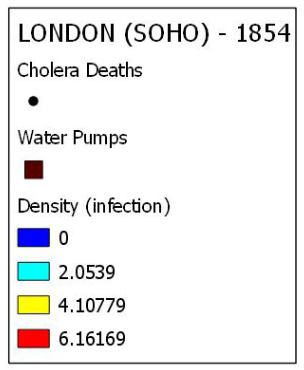 LONDON (SOHO) - 1854
Cholera Deaths
Water Pumps
Density (infection)
0
2.0539
4.10779
6.16169